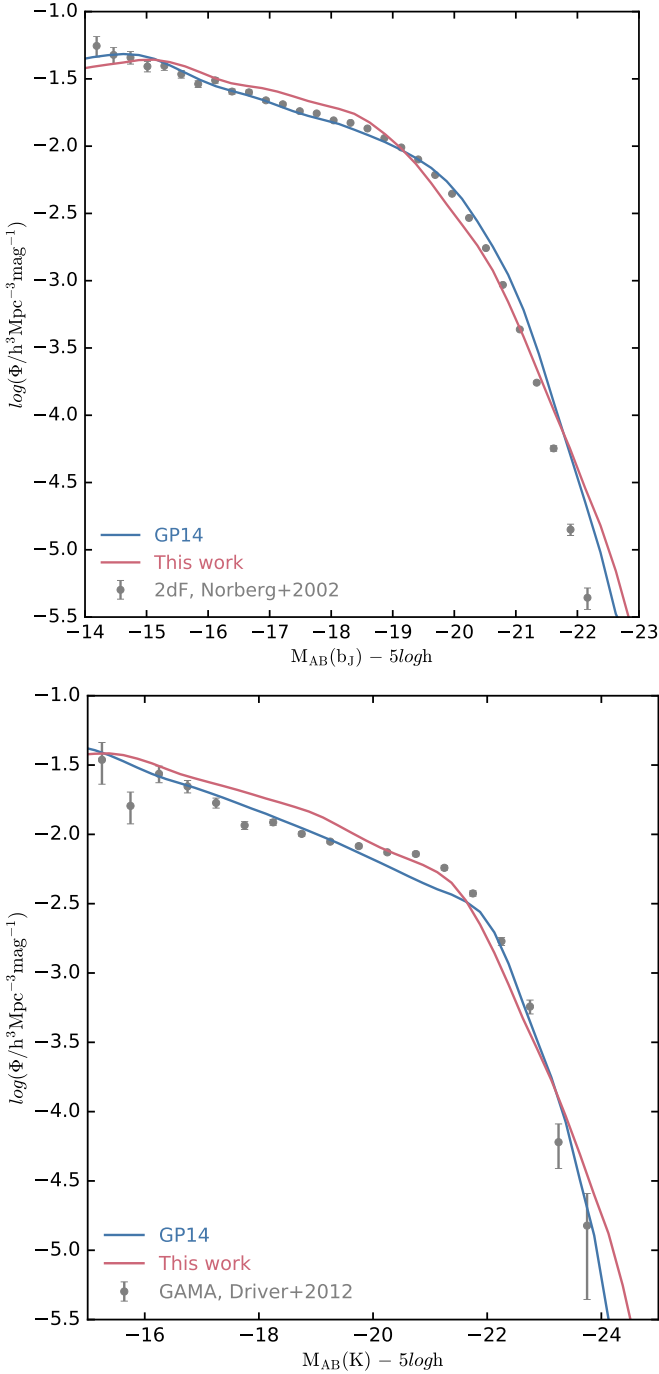 −1.0
−1.5
−2.0
−2.5
−3.0
−3.5
−4.0
−4.5
−5.0
−5.5
log(Φ/h³Mpc⁻³mag⁻¹)
GP14
This work
2dF, Norberg+2002
−14 −15 −16 −17 −18 −19 −20 −21 −22 −23
M_AB(b_J) − 5logh
−1.0
−1.5
−2.0
−2.5
−3.0
−3.5
−4.0
−4.5
−5.0
−5.5
log(Φ/h³Mpc⁻³mag⁻¹)
GP14
This work
GAMA, Driver+2012
−16 −18 −20 −22 −24
M_AB(K) − 5logh